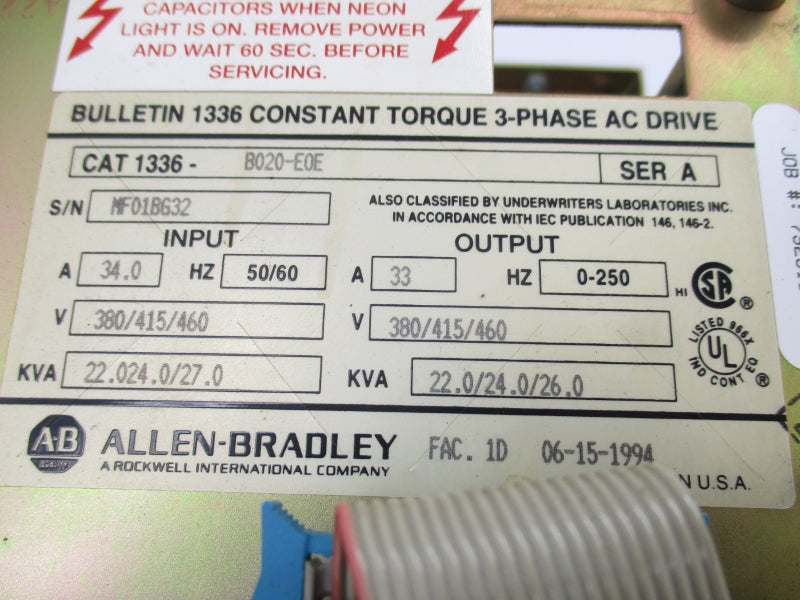 CAPACITORS WHEN NEON
LIGHT IS ON. REMOVE POWER
AND WAIT 60 SEC. BEFORE
SERVICING.
BULLETIN 1336 CONSTANT TORQUE 3-PHASE AC DRIVE
CAT 1336 - B020-EOE SER A
S/N MF01BG32
ALSO CLASSIFIED BY UNDERWRITERS LABORATORIES INC.
IN ACCORDANCE WITH IEC PUBLICATION 146, 146-2.
INPUT OUTPUT
A 34.0 HZ 50/60 A 33 HZ 0-250
HI SA ®
V 380/415/460 V 380/415/460
LISTED 966X
UL
IND CONT EQ ®
KVA 22.024.0/27.0 KVA 22.0/24.0/26.0
A-B ALLEN-BRADLEY FAC. 1D 06-15-1994
A ROCKWELL INTERNATIONAL COMPANY
N U.S.A.
JOB #: